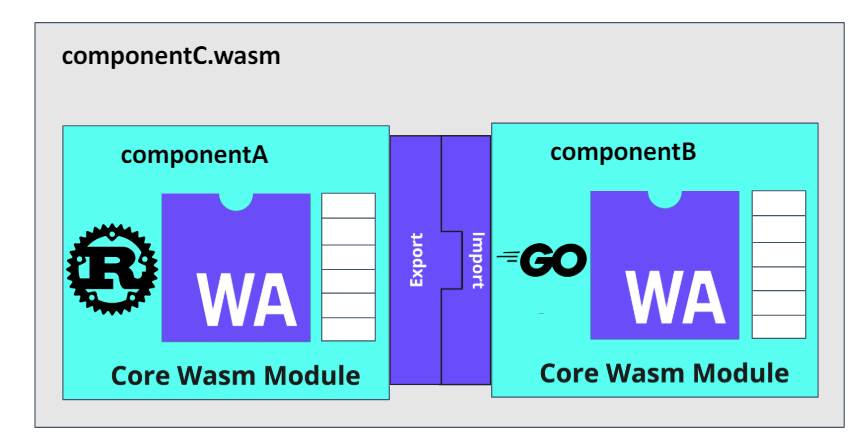 componentC.wasm
componentA
R
WA
Core Wasm Module
Export
Import
componentB
GO
WA
Core Wasm Module